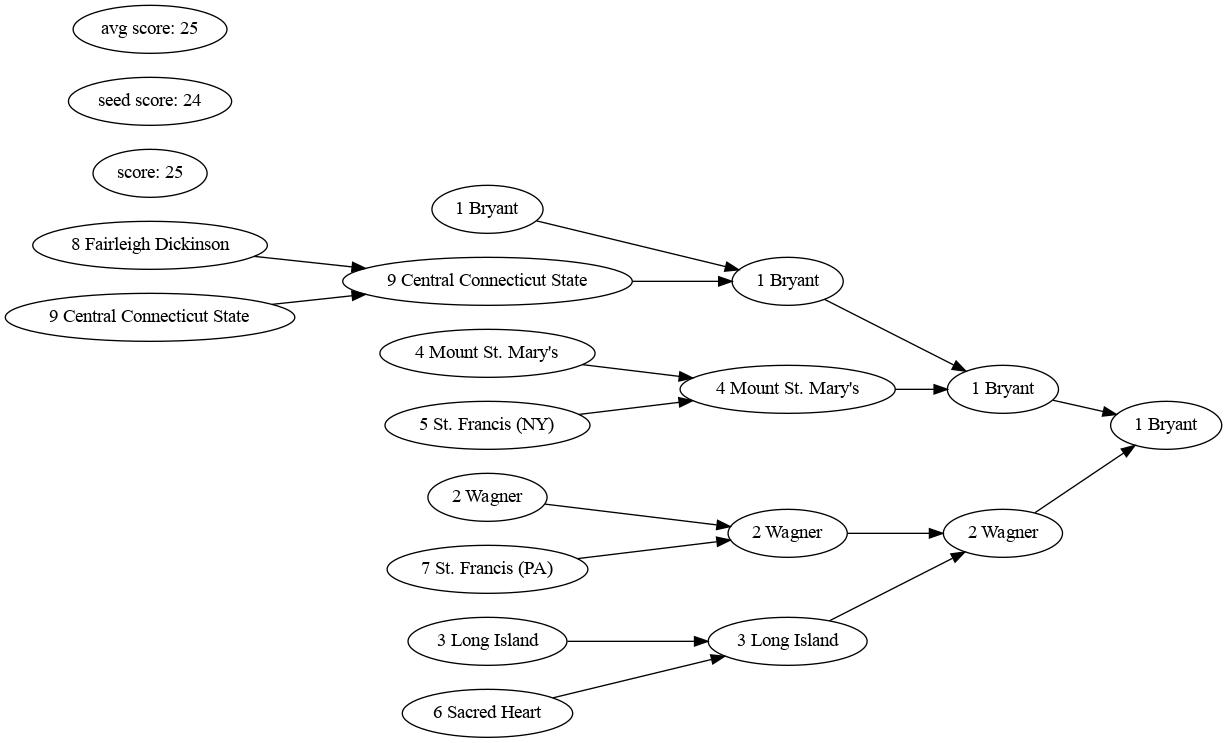 avg score: 25
seed score: 24
score: 25
8 Fairleigh Dickinson
9 Central Connecticut State
1 Bryant
9 Central Connecticut State
4 Mount St. Mary's
5 St. Francis (NY)
2 Wagner
7 St. Francis (PA)
3 Long Island
6 Sacred Heart
1 Bryant
4 Mount St. Mary's
2 Wagner
3 Long Island
1 Bryant
2 Wagner
1 Bryant